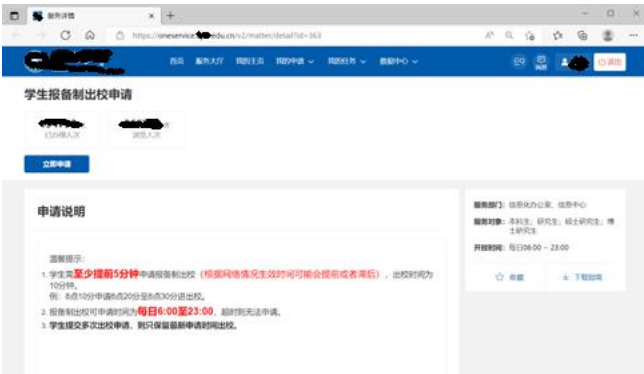 服务详情
https://oneservice. edu.cn/v2/matter/detail?id=363
首页 服务大厅 我的主页 我的申请 我的任务 数据中心
退出
学生报备制出校申请
已办理人次
浏览人次
立即申请
申请说明
温馨提示:
1. 学生需至少提前5分钟申请报备制出校(根据网络情况生效时间可能会提前或者滞后),出校时间为
10分钟。
例:8点10分申请8点20分至8点30分进出校。
2. 报备制出校可申请时间为每日6:00至23:00,超时则无法申请。
3. 学生提交多次出校申请,则只保留最新申请时间出校。
服务部门:信息化办公室、信息中心
服务对象:本科生;研究生;硕士研究生;博
士研究生
开放时间:每日06:00 ~ 23:00
收藏 下载指南